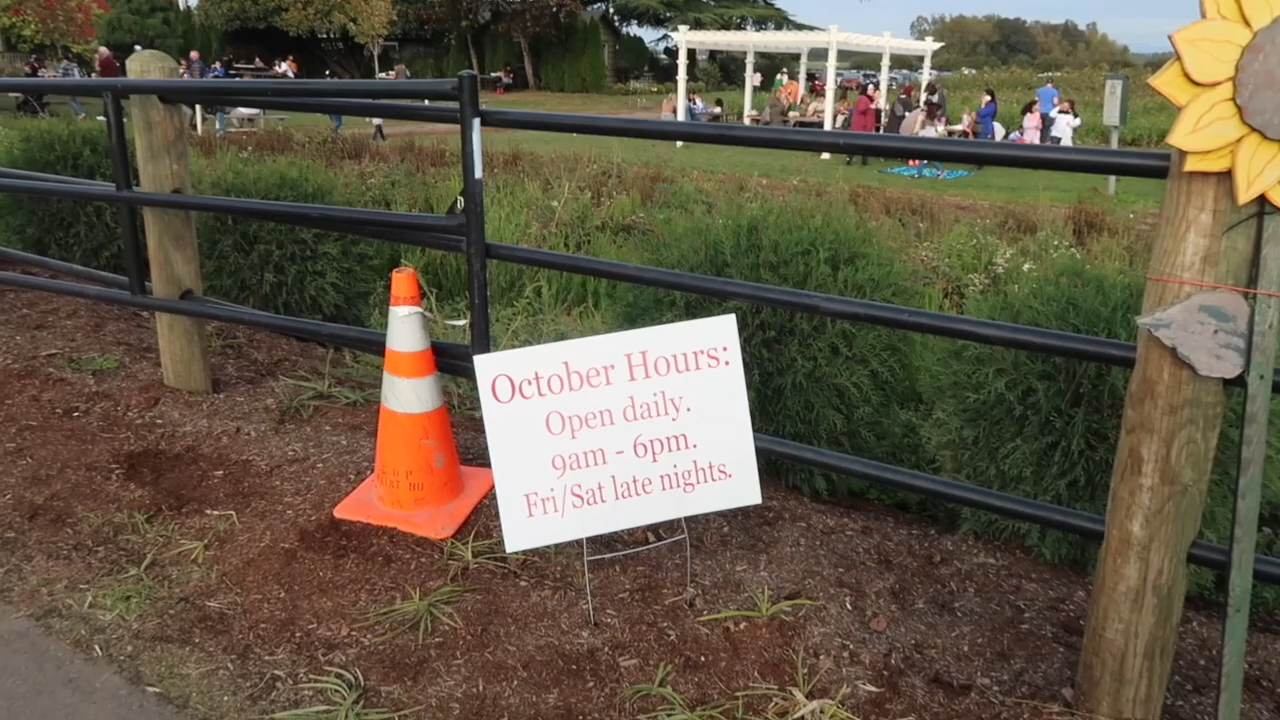 October Hours:
Open daily.
9am - 6pm.
Fri/Sat late nights.